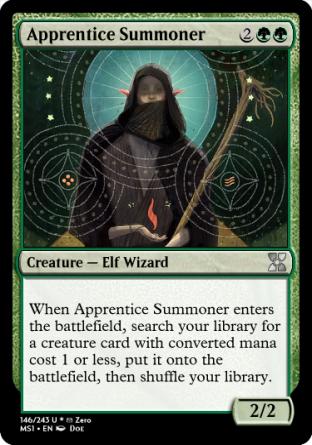 Apprentice Summoner 2
Creature — Elf Wizard
When Apprentice Summoner enters
the battlefield, search your library for
a creature card with converted mana
cost 1 or less, put it onto the
battlefield, then shuffle your library.
2/2
146/243 U * Zero
MS1 • EN Doe